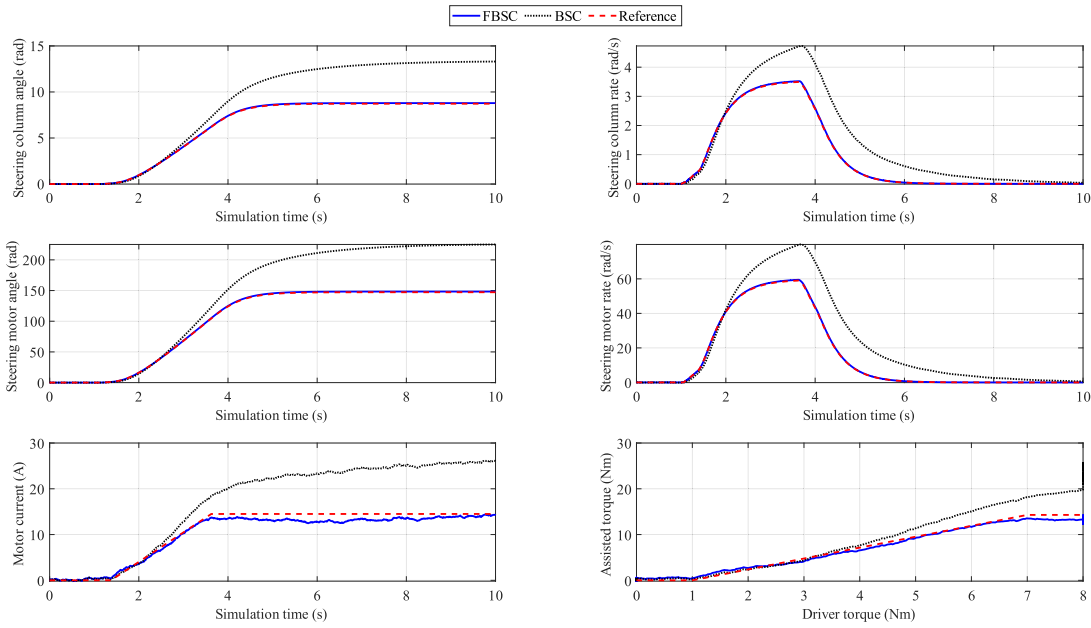 FBSC BSC Reference
Steering column angle (rad)
15
10
5
0
0 2 4 6 8 10
Simulation time (s)
Steering column rate (rad/s)
4
3
2
1
0
0 2 4 6 8 10
Simulation time (s)
Steering motor angle (rad)
200
150
100
50
0
0 2 4 6 8 10
Simulation time (s)
Steering motor rate (rad/s)
60
40
20
0
0 2 4 6 8 10
Simulation time (s)
Motor current (A)
30
20
10
0
0 2 4 6 8 10
Simulation time (s)
Assisted torque (Nm)
30
20
10
0
0 1 2 3 4 5 6 7 8
Driver torque (Nm)